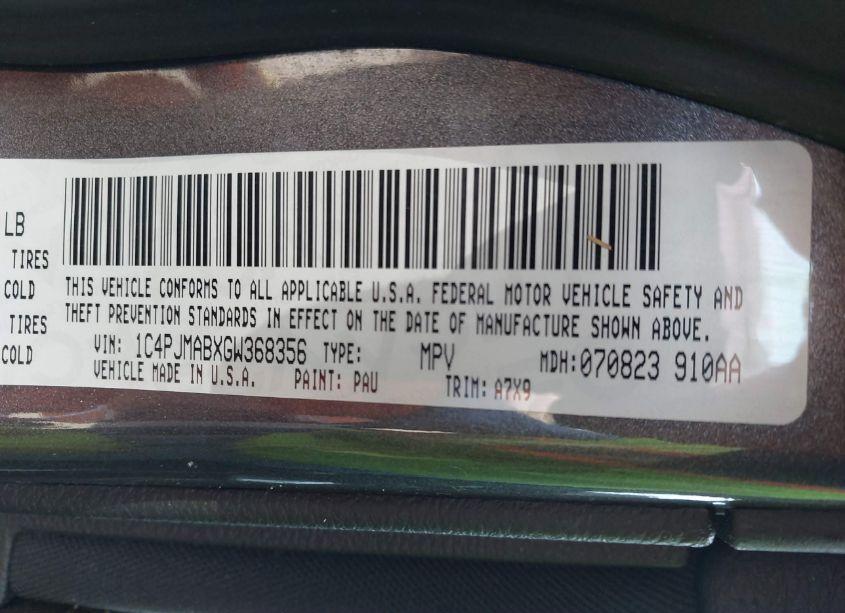 LB
TIRES
COLD
TIRES
COLD
THIS VEHICLE CONFORMS TO ALL APPLICABLE U.S.A. FEDERAL MOTOR VEHICLE SAFETY AND
THEFT PREVENTION STANDARDS IN EFFECT ON THE DATE OF MANUFACTURE SHOWN ABOVE.
VIN: 1C4PJMABXGW368356 TYPE: MPV MDH:070823 910AA
VEHICLE MADE IN U.S.A. PAINT: PAU TRIM: A7X9